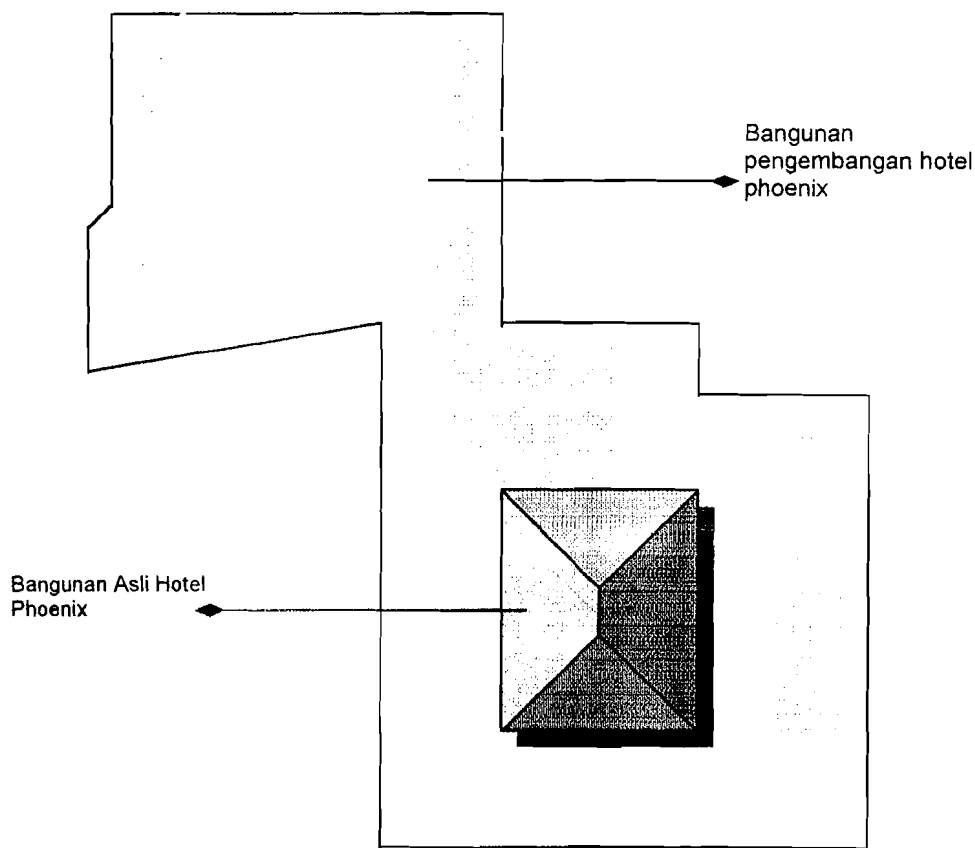 Bangunan
pengembangan hotel
phoenix
Bangunan Asli Hotel
Phoenix